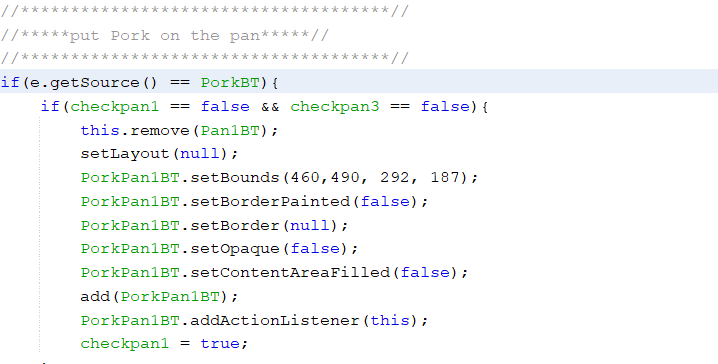 //*************************************//
//*****put Pork on the pan*****//
//*************************************//
if(e.getSource() == PorkBT){
if(checkpan1 == false && checkpan3 == false){
this.remove(Pan1BT);
setLayout(null);
PorkPan1BT.setBounds(460,490, 292, 187);
PorkPan1BT.setBorderPainted(false);
PorkPan1BT.setBorder(null);
PorkPan1BT.setOpaque(false);
PorkPan1BT.setContentAreaFilled(false);
add(PorkPan1BT);
PorkPan1BT.addActionListener(this);
checkpan1 = true;